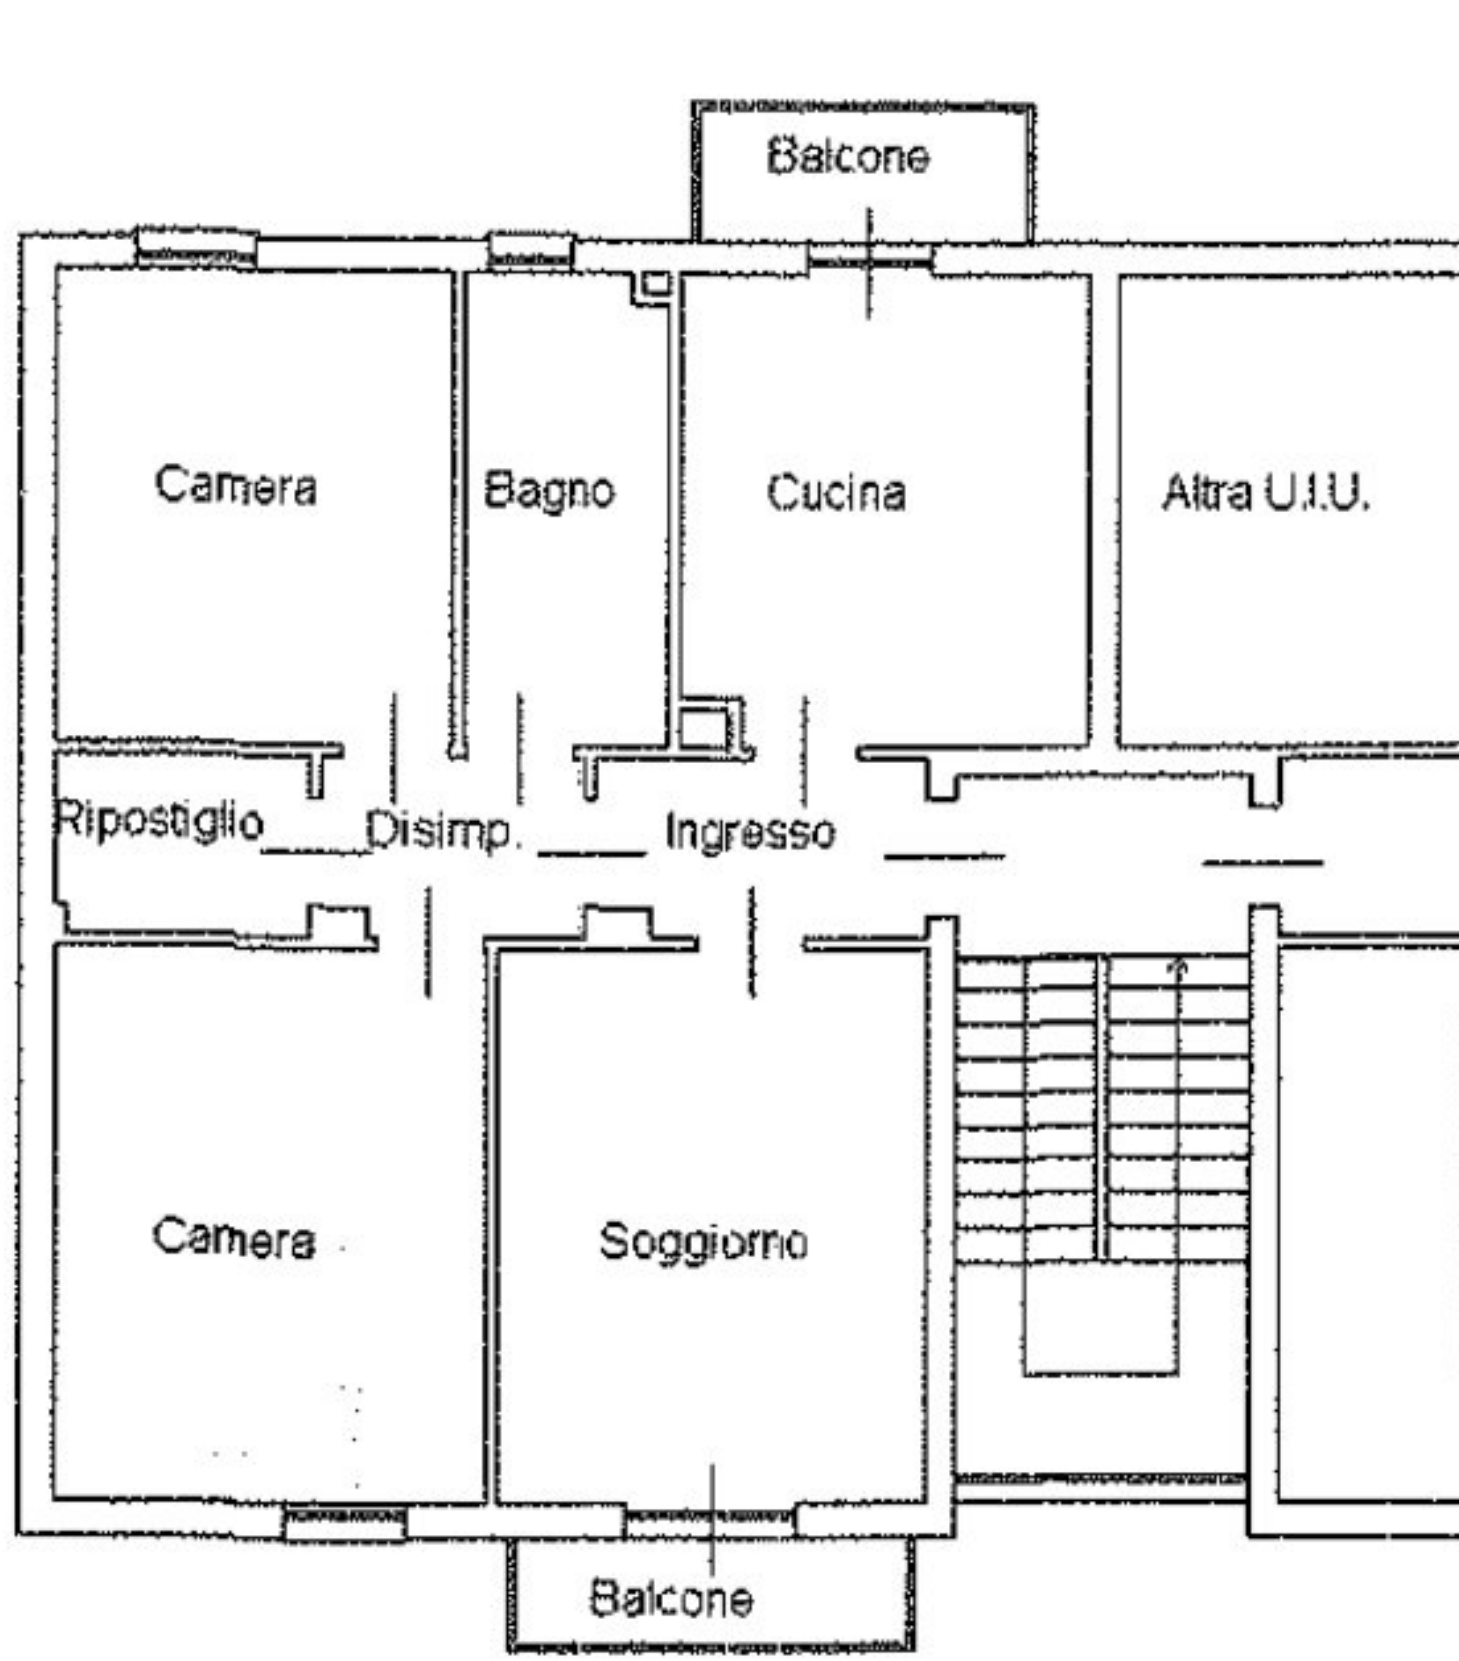 Balcone
Camera
Bagno
Cucina
Altra U.I.U.
Ripostiglio
Disimp.
Ingresso
Camera
Soggiorno
Balcone